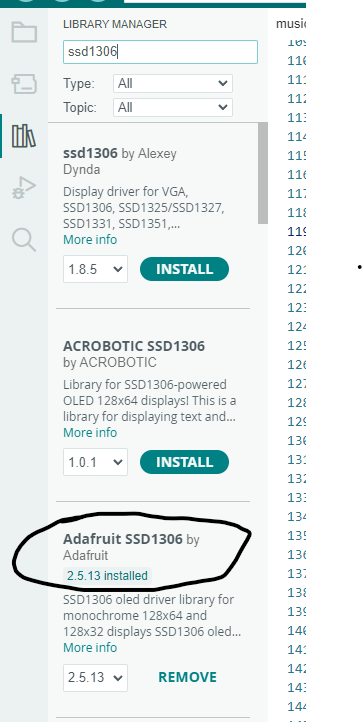 LIBRARY MANAGER
ssd1306
Type: All
Topic: All
ssd1306 by Alexey
Dynda
Display driver for VGA,
SSD1306, SSD1325/SSD1327,
SSD1331, SSD1351,...
More info
1.8.5 INSTALL
ACROBOTIC SSD1306
by ACROBOTIC
Library for SSD1306-powered
OLED 128x64 displays! This is a
library for displaying text and...
More info
1.0.1 INSTALL
Adafruit SSD1306 by
Adafruit
2.5.13 installed
SSD1306 oled driver library for
monochrome 128x64 and
128x32 displays SSD1306 oled...
More info
2.5.13 REMOVE
music
109
110
111
112
113
114
115
116
117
118
119
120
121
122
123
124
125
126
127
128
129
130
131
132
133
134
135
136
137
138
139
140
141
142
143
144